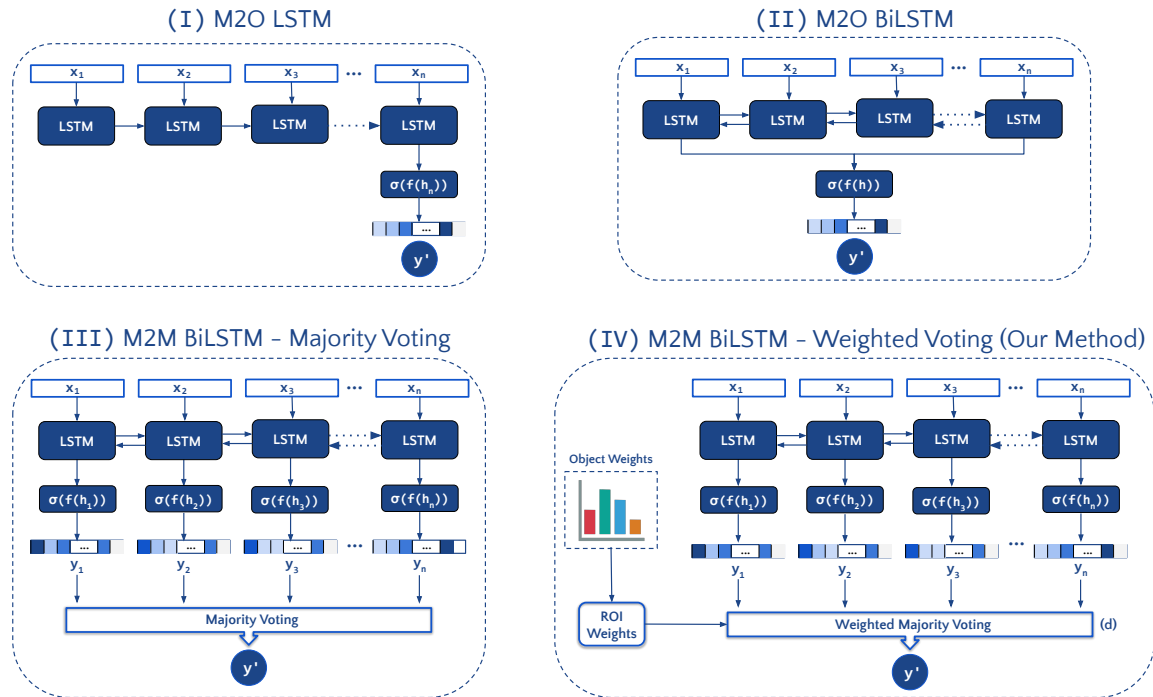 (I) M2O LSTM
x₁ x₂ x₃ ... xₙ
LSTM LSTM LSTM LSTM
σ(f(hₙ))
...
y'
(II) M2O BiLSTM
x₁ x₂ x₃ ... xₙ
LSTM LSTM LSTM LSTM
σ(f(h))
...
y'
(III) M2M BiLSTM - Majority Voting
x₁ x₂ x₃ ... xₙ
LSTM LSTM LSTM LSTM
σ(f(h₁)) σ(f(h₂)) σ(f(h₃)) σ(f(hₙ))
... ... ... ... ...
y₁ y₂ y₃ yₙ
Majority Voting
y'
(IV) M2M BiLSTM - Weighted Voting (Our Method)
x₁ x₂ x₃ ... xₙ
LSTM LSTM LSTM LSTM
Object Weights
σ(f(h₁)) σ(f(h₂)) σ(f(h₃)) σ(f(hₙ))
... ... ... ... ...
y₁ y₂ y₃ yₙ
ROI
Weights
Weighted Majority Voting (d)
y'